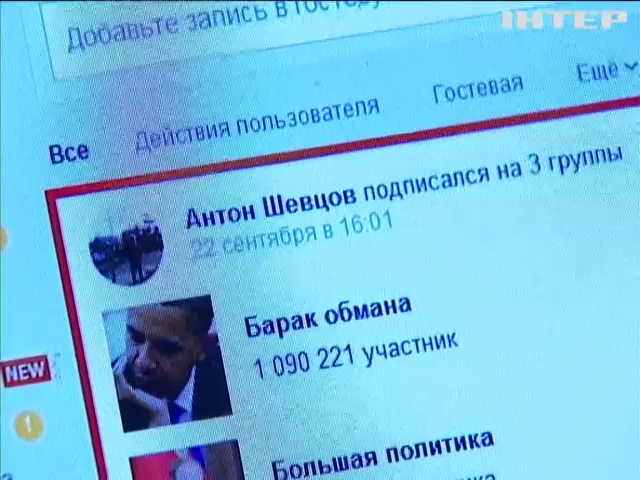 ІНТЕР
Добавьте запись в гостеву
Все Действия пользователя Гостевая Ещё
Антон Шевцов подписался на 3 группы
22 сентября в 16:01
Барак обмана
1 090 221 участник
NEW
!
Большая политика